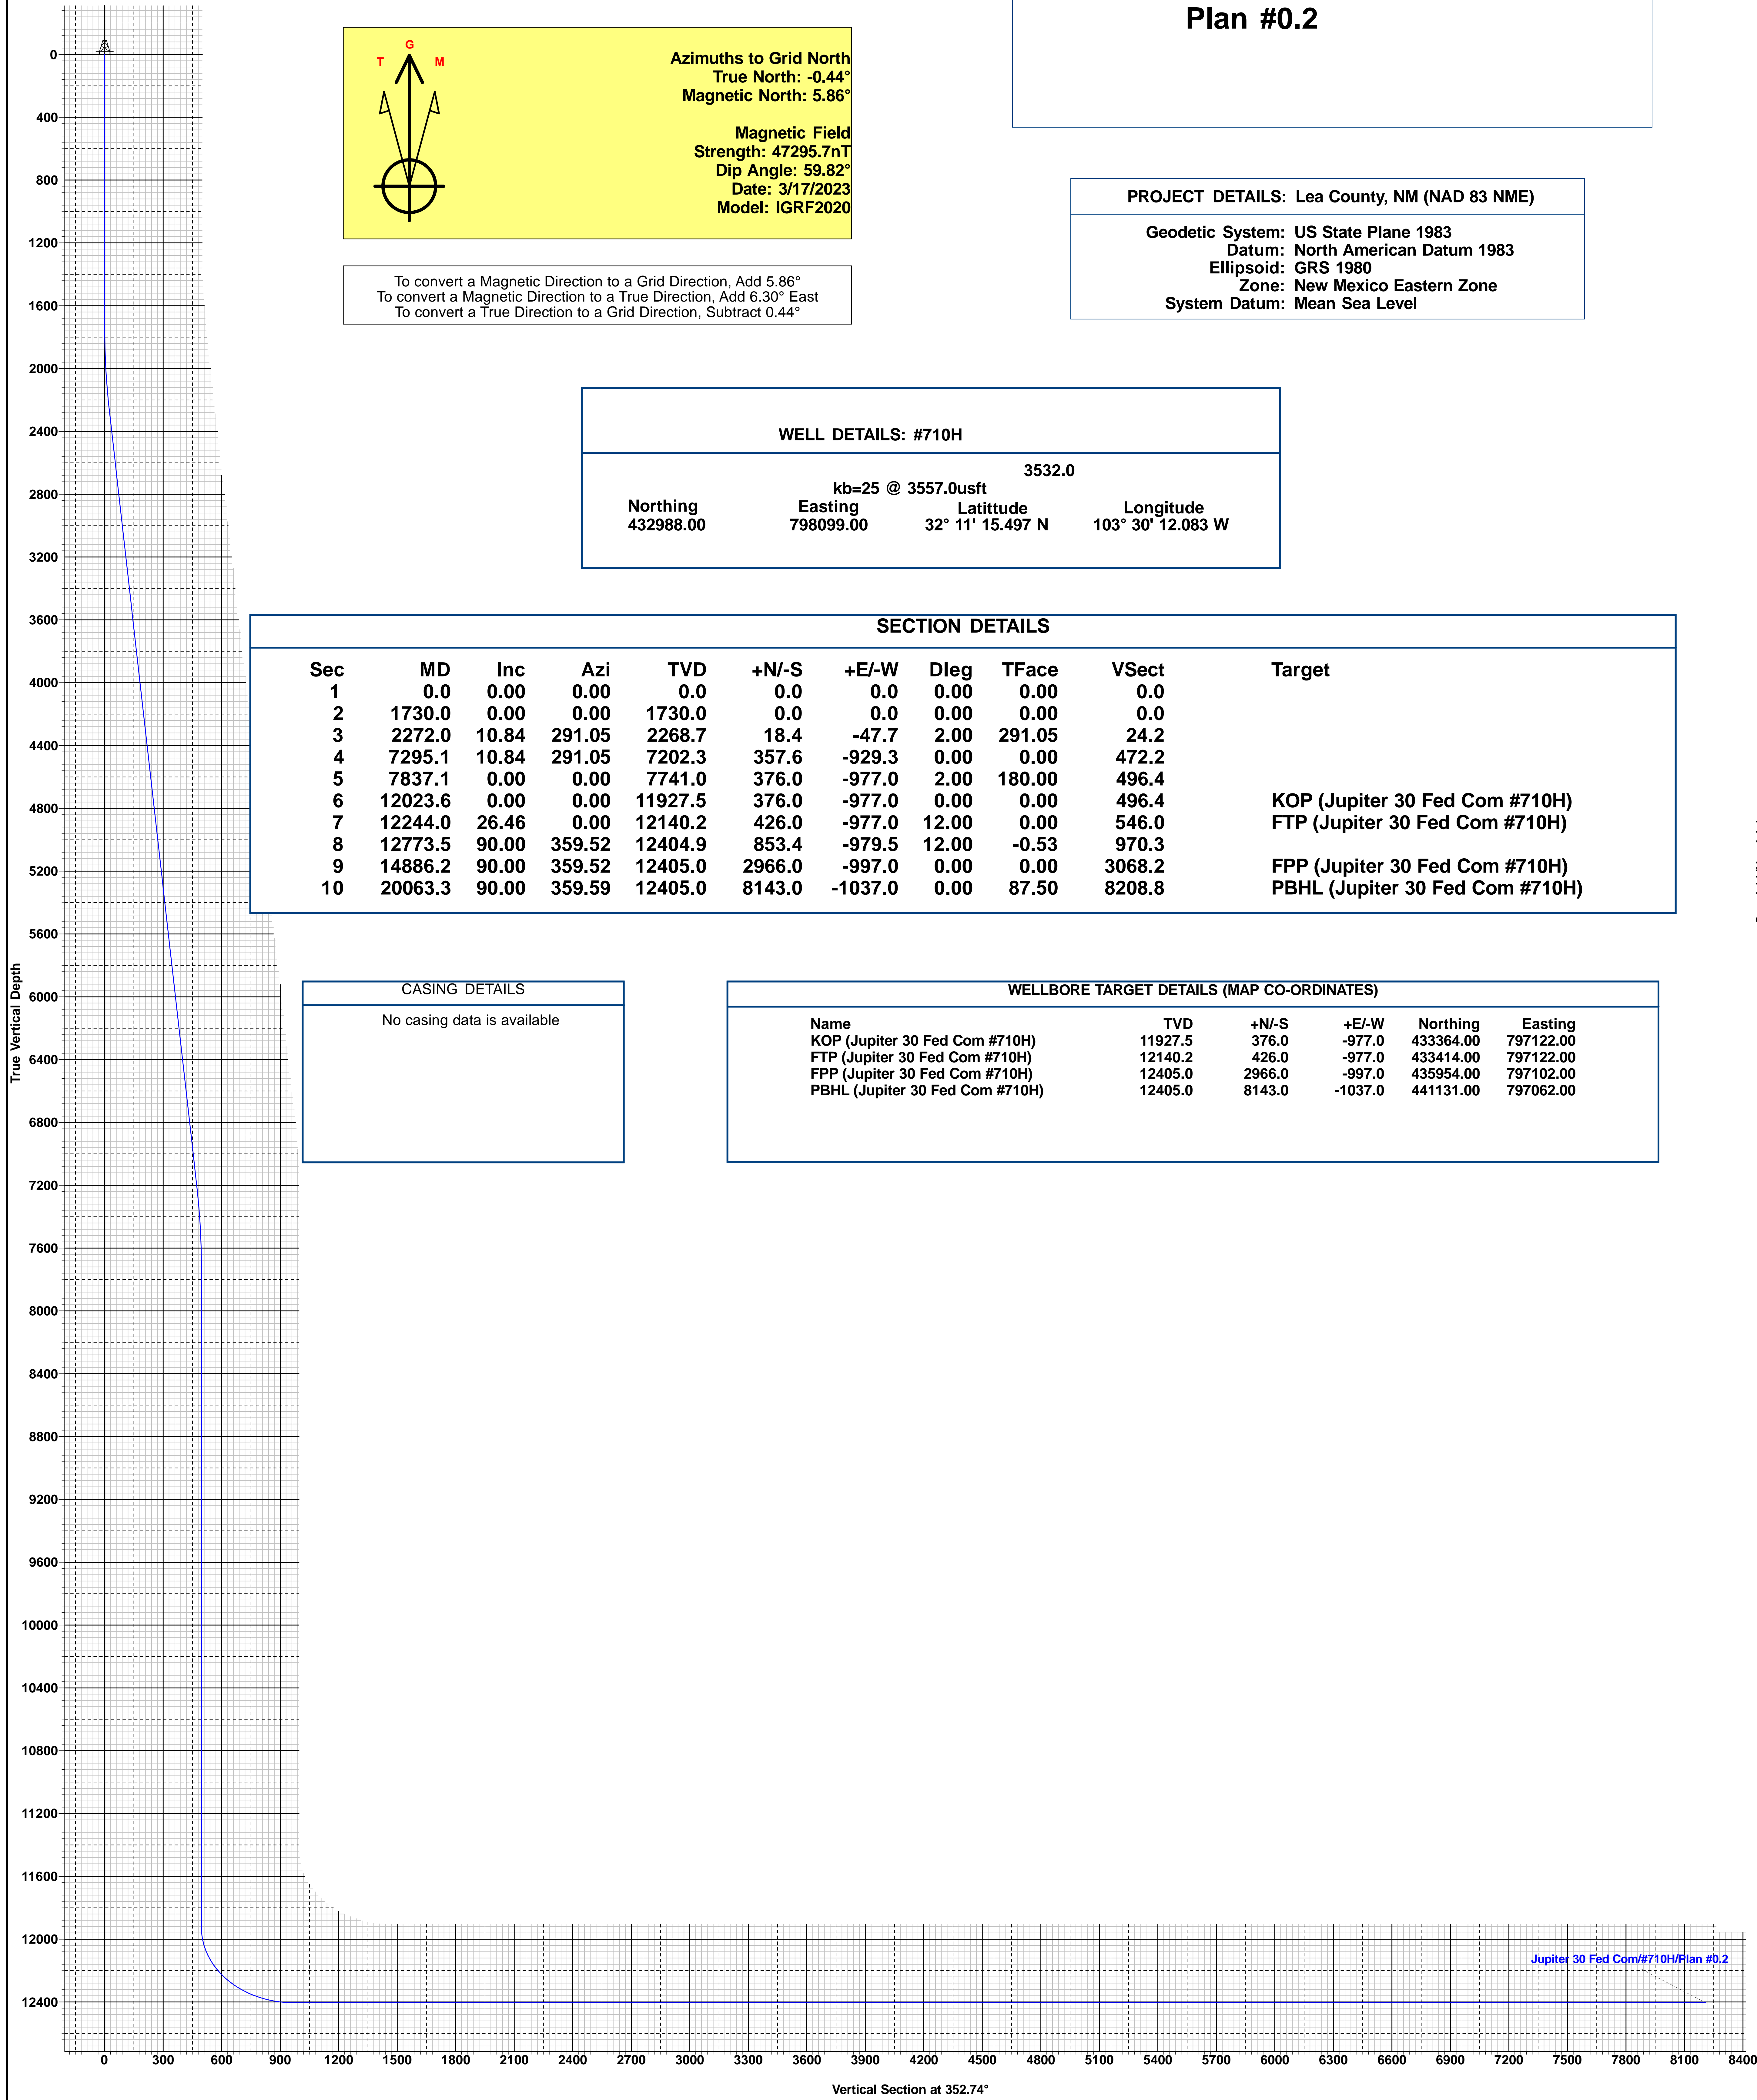 Plan #0.2
G
T M
Azimuths to Grid North
True North: -0.44°
Magnetic North: 5.86°
Magnetic Field
Strength: 47295.7nT
Dip Angle: 59.82°
Date: 3/17/2023
Model: IGRF2020
To convert a Magnetic Direction to a Grid Direction, Add 5.86°
To convert a Magnetic Direction to a True Direction, Add 6.30° East
To convert a True Direction to a Grid Direction, Subtract 0.44°
PROJECT DETAILS: Lea County, NM (NAD 83 NME)
Geodetic System: US State Plane 1983
Datum: North American Datum 1983
Ellipsoid: GRS 1980
Zone: New Mexico Eastern Zone
System Datum: Mean Sea Level
WELL DETAILS: #710H
3532.0
kb=25 @ 3557.0usft
Northing Easting Latittude Longitude
432988.00 798099.00 32° 11' 15.497 N 103° 30' 12.083 W
SECTION DETAILS
Sec MD Inc Azi TVD +N/-S +E/-W Dleg TFace VSect Target
1 0.0 0.00 0.00 0.0 0.0 0.0 0.00 0.00 0.0
2 1730.0 0.00 0.00 1730.0 0.0 0.0 0.00 0.00 0.0
3 2272.0 10.84 291.05 2268.7 18.4 -47.7 2.00 291.05 24.2
4 7295.1 10.84 291.05 7202.3 357.6 -929.3 0.00 0.00 472.2
5 7837.1 0.00 0.00 7741.0 376.0 -977.0 2.00 180.00 496.4
6 12023.6 0.00 0.00 11927.5 376.0 -977.0 0.00 0.00 496.4 KOP (Jupiter 30 Fed Com #710H)
7 12244.0 26.46 0.00 12140.2 426.0 -977.0 12.00 0.00 546.0 FTP (Jupiter 30 Fed Com #710H)
8 12773.5 90.00 359.52 12404.9 853.4 -979.5 12.00 -0.53 970.3
9 14886.2 90.00 359.52 12405.0 2966.0 -997.0 0.00 0.00 3068.2 FPP (Jupiter 30 Fed Com #710H)
10 20063.3 90.00 359.59 12405.0 8143.0 -1037.0 0.00 87.50 8208.8 PBHL (Jupiter 30 Fed Com #710H)
CASING DETAILS
No casing data is available
WELLBORE TARGET DETAILS (MAP CO-ORDINATES)
Name TVD +N/-S +E/-W Northing Easting
KOP (Jupiter 30 Fed Com #710H) 11927.5 376.0 -977.0 433364.00 797122.00
FTP (Jupiter 30 Fed Com #710H) 12140.2 426.0 -977.0 433414.00 797122.00
FPP (Jupiter 30 Fed Com #710H) 12405.0 2966.0 -997.0 435954.00 797102.00
PBHL (Jupiter 30 Fed Com #710H) 12405.0 8143.0 -1037.0 441131.00 797062.00
True Vertical Depth
0
400
800
1200
1600
2000
2400
2800
3200
3600
4000
4400
4800
5200
5600
6000
6400
6800
7200
7600
8000
8400
8800
9200
9600
10000
10400
10800
11200
11600
12000
12400
Jupiter 30 Fed Com/#710H/Plan #0.2
0 300 600 900 1200 1500 1800 2100 2400 2700 3000 3300 3600 3900 4200 4500 4800 5100 5400 5700 6000 6300 6600 6900 7200 7500 7800 8100 8400
Vertical Section at 352.74°